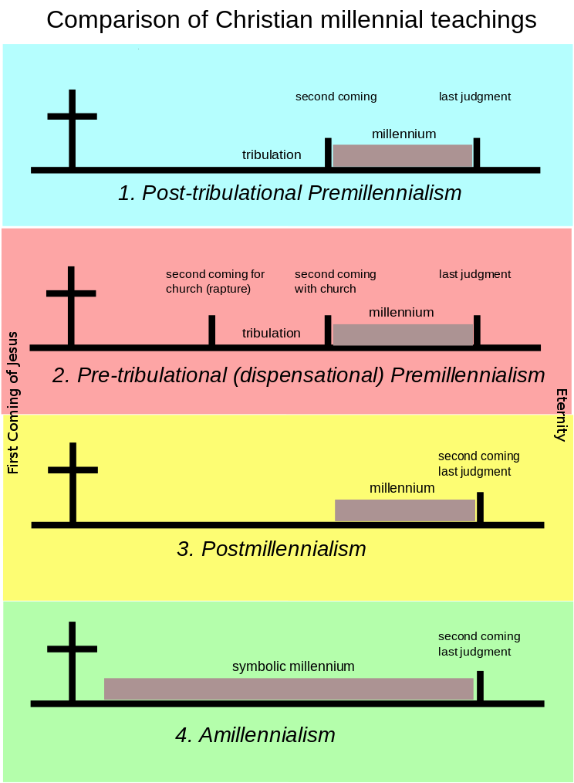 Comparison of Christian millennial teachings
second coming
last judgment
millennium
tribulation
1. Post-tribulational Premillennialism
second coming for
church (rapture)
second coming
with church
last judgment
millennium
tribulation
2. Pre-tribulational (dispensational) Premillennialism
First Coming of Jesus
Eternity
second coming
last judgment
millennium
3. Postmillennialism
second coming
last judgment
symbolic millennium
4. Amillennialism